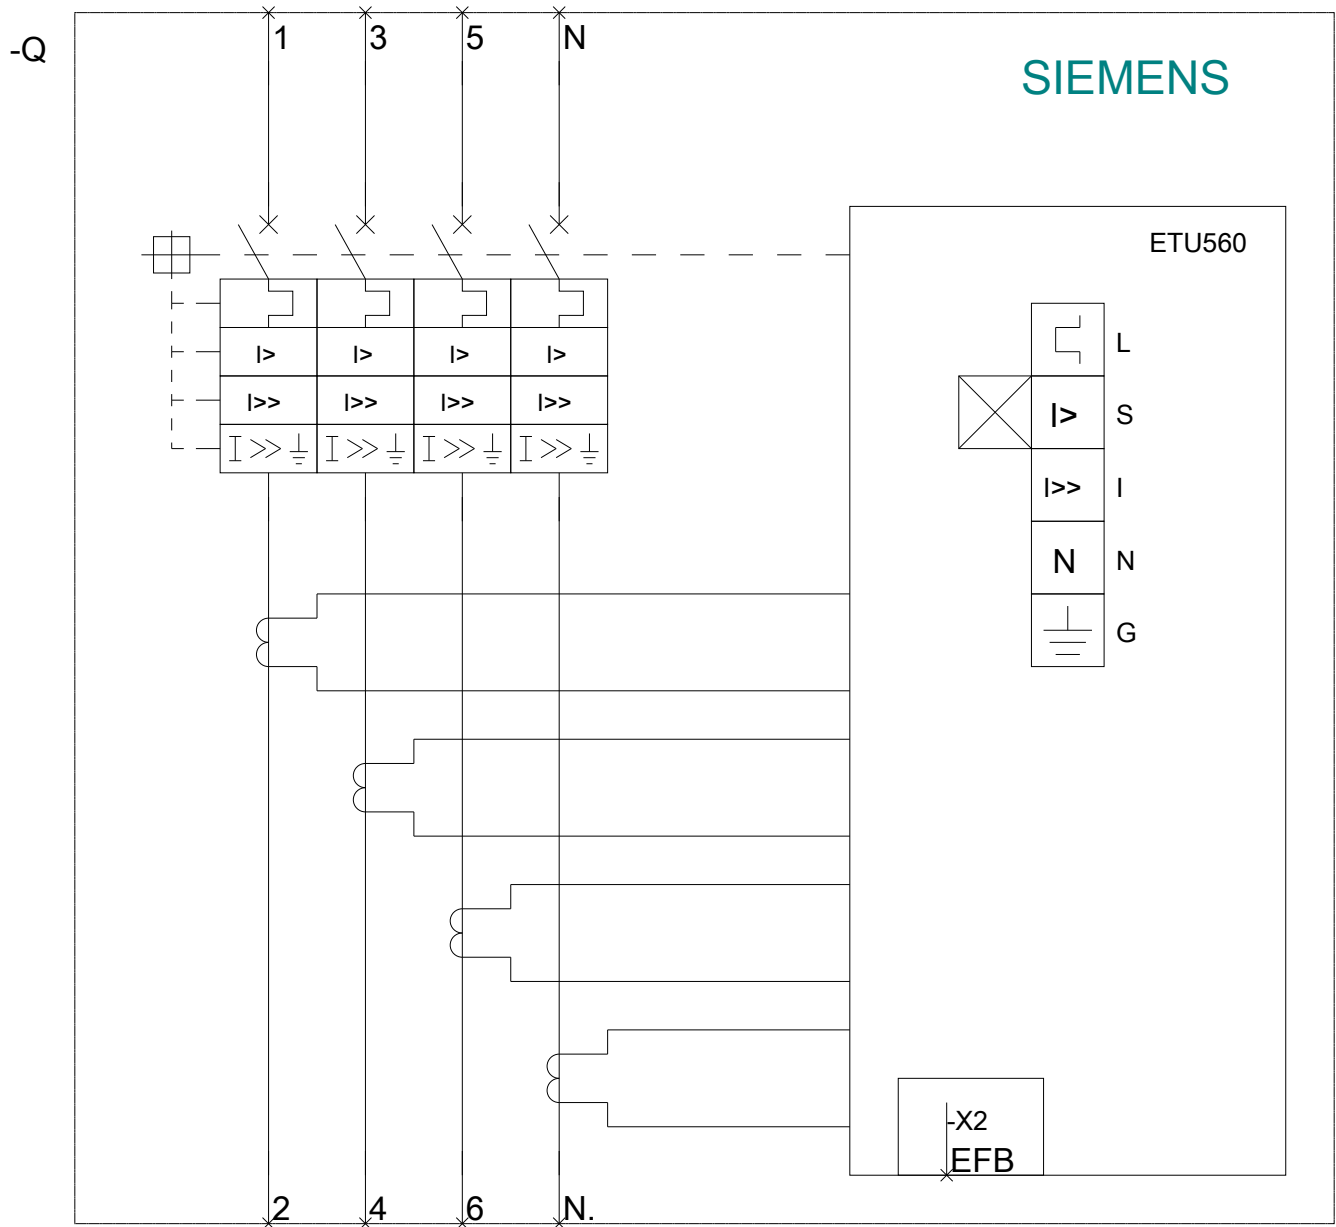 1 3 5 N
-Q
SIEMENS
ETU560
I> I> I> I>
I>> I>> I>> I>>
I >> I >> I >> I >>
L
I> S
I>> I
N N
G
-X2
EFB
2 4 6 N.